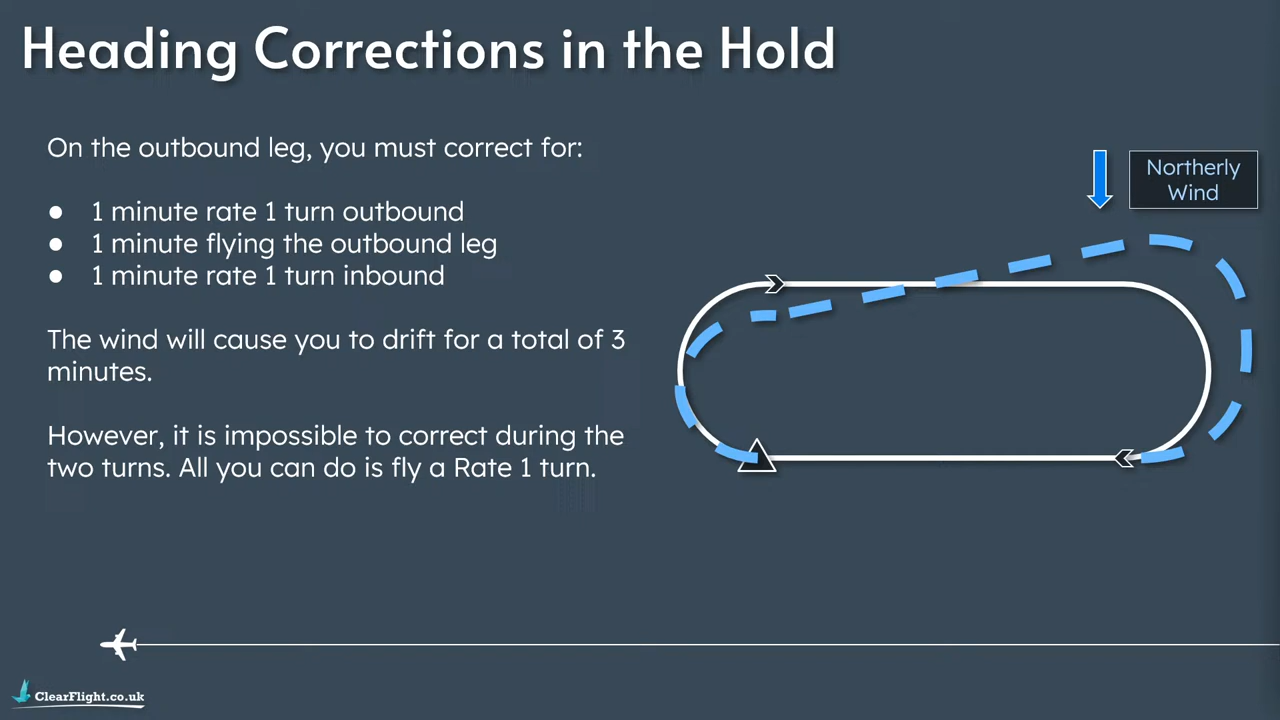 Heading Corrections in the Hold
On the outbound leg, you must correct for:
● 1 minute rate 1 turn outbound
● 1 minute flying the outbound leg
● 1 minute rate 1 turn inbound
The wind will cause you to drift for a total of 3
minutes.
However, it is impossible to correct during the
two turns. All you can do is fly a Rate 1 turn.
Northerly
Wind
ClearFlight.co.uk